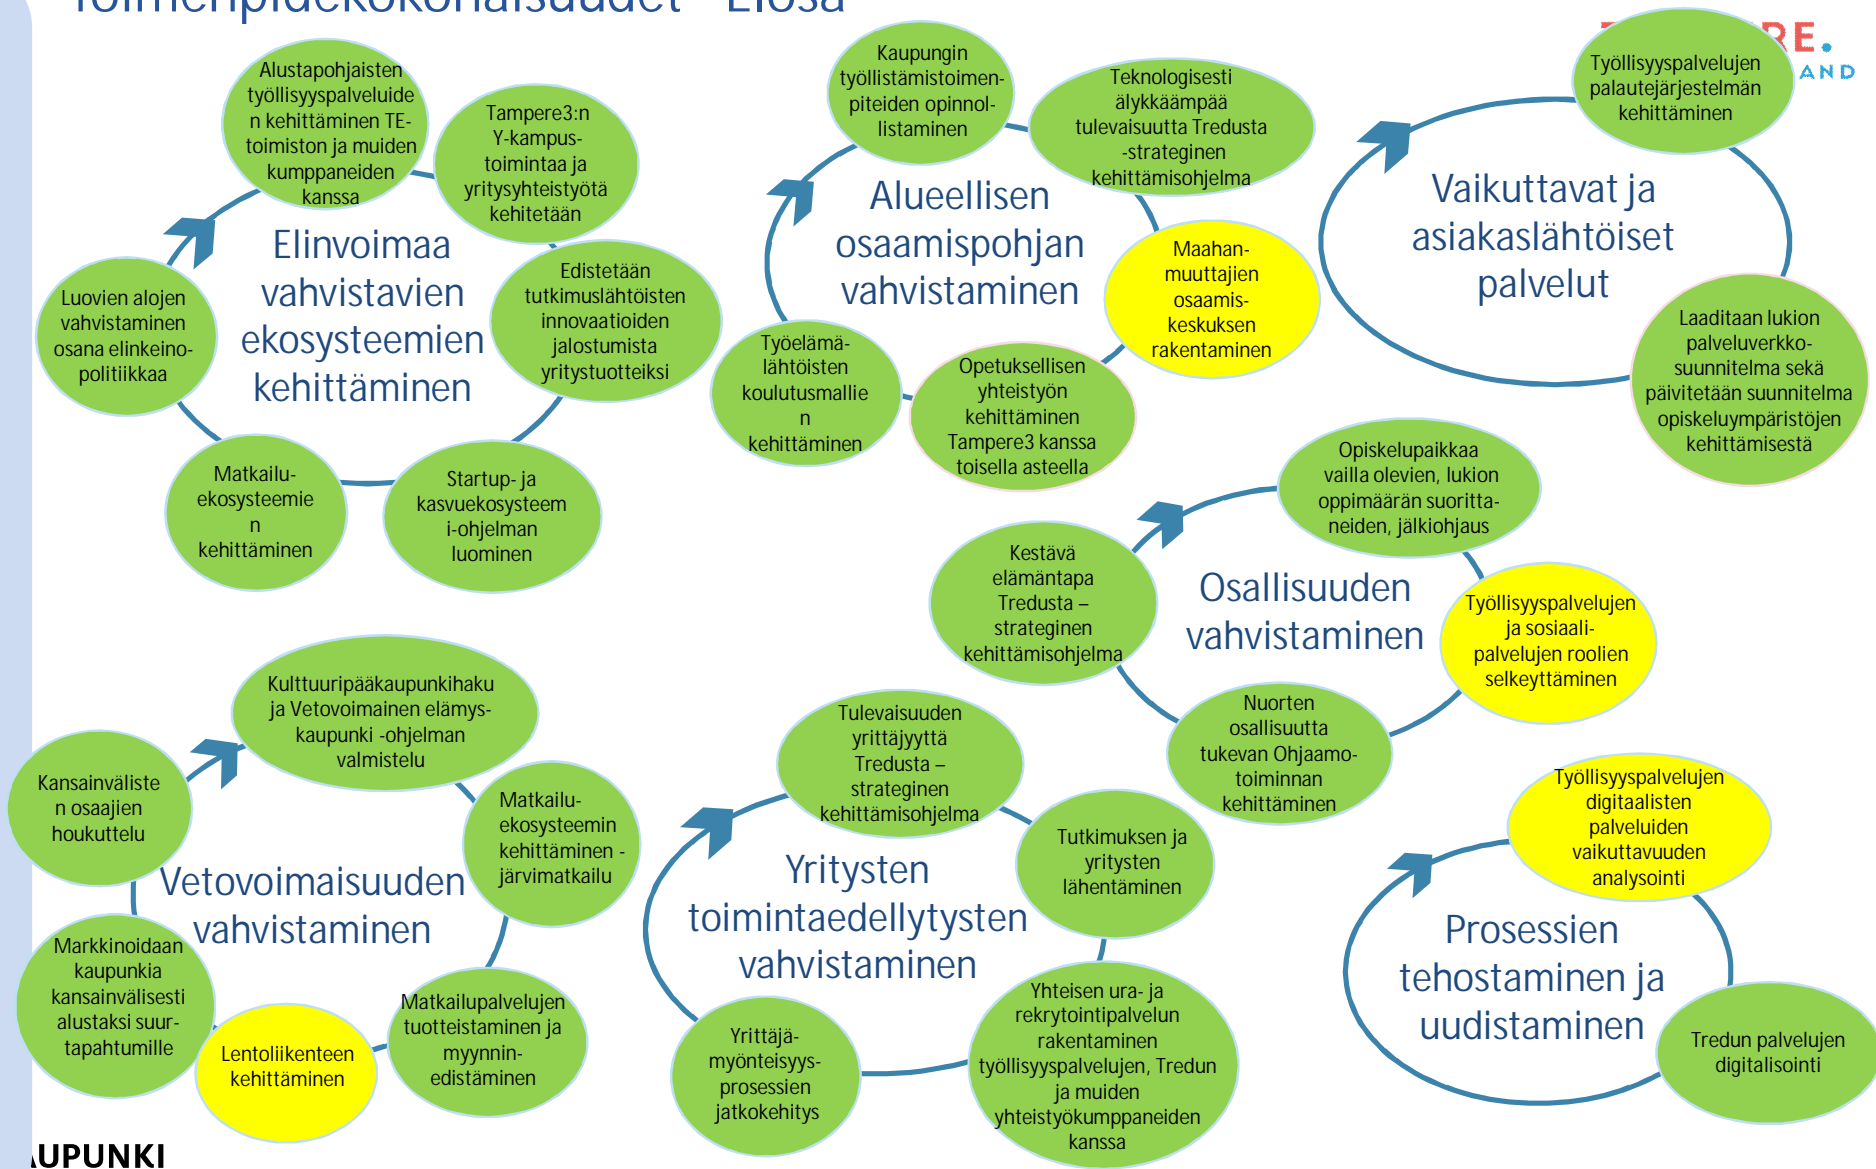 Toimenpidekokonaisuudet - Elosa
RE.
AND
Alustapohjaisten
työllisyyspalveluide
n kehittäminen TE-
toimiston ja muiden
kumppaneiden
kanssa
Tampere3:n
Y-kampus-
toimintaa ja
yritysyhteistyötä
kehitetään
Edistetään
tutkimuslähtöisten
innovaatioiden
jalostumista
yritystuotteiksi
Startup- ja
kasvuekosysteem
i-ohjelman
luominen
Matkailu-
ekosysteemie
n
kehittäminen
Luovien alojen
vahvistaminen
osana elinkeino-
politiikkaa
Elinvoimaa
vahvistavien
ekosysteemien
kehittäminen
Kaupungin
työllistämistoimen-
piteiden opinnol-
listaminen
Teknologisesti
älykkäämpää
tulevaisuutta Tredusta
-strateginen
kehittämisohjelma
Maahan-
muuttajien
osaamis-
keskuksen
rakentaminen
Opetuksellisen
yhteistyön
kehittäminen
Tampere3 kanssa
toisella asteella
Työelämä-
lähtöisten
koulutusmallie
n
kehittäminen
Alueellisen
osaamispohjan
vahvistaminen
Työllisyyspalvelujen
palautejärjestelmän
kehittäminen
Laaditaan lukion
palveluverkko-
suunnitelma sekä
päivitetään suunnitelma
opiskeluympäristöjen
kehittämisestä
Vaikuttavat ja
asiakaslähtöiset
palvelut
Opiskelupaikkaa
vailla olevien, lukion
oppimäärän suoritta-
neiden, jälkiohjaus
Työllisyyspalvelujen
ja sosiaali-
palvelujen roolien
selkeyttäminen
Nuorten
osallisuutta
tukevan Ohjaamo-
toiminnan
kehittäminen
Kestävä
elämäntapa
Tredusta –
strateginen
kehittämisohjelma
Osallisuuden
vahvistaminen
Kulttuuripääkaupunkihaku
ja Vetovoimainen elämys-
kaupunki -ohjelman
valmistelu
Matkailu-
ekosysteemin
kehittäminen -
järvimatkailu
Matkailupalvelujen
tuotteistaminen ja
myynnin-
edistäminen
Lentoliikenteen
kehittäminen
Markkinoidaan
kaupunkia
kansainvälisesti
alustaksi suur-
tapahtumille
Kansainväliste
n osaajien
houkuttelu
Vetovoimaisuuden
vahvistaminen
Tulevaisuuden
yrittäjyyttä
Tredusta –
strateginen
kehittämisohjelma
Tutkimuksen ja
yritysten
lähentäminen
Yhteisen ura- ja
rekrytointipalvelun
rakentaminen
työllisyyspalvelujen, Tredun
ja muiden
yhteistyökumppaneiden
kanssa
Yrittäjä-
myönteisyys-
prosessien
jatkokehitys
Yritysten
toimintaedellytysten
vahvistaminen
Työllisyyspalvelujen
digitaalisten
palveluiden
vaikuttavuuden
analysointi
Tredun palvelujen
digitalisointi
Prosessien
tehostaminen ja
uudistaminen
AUPUNKI